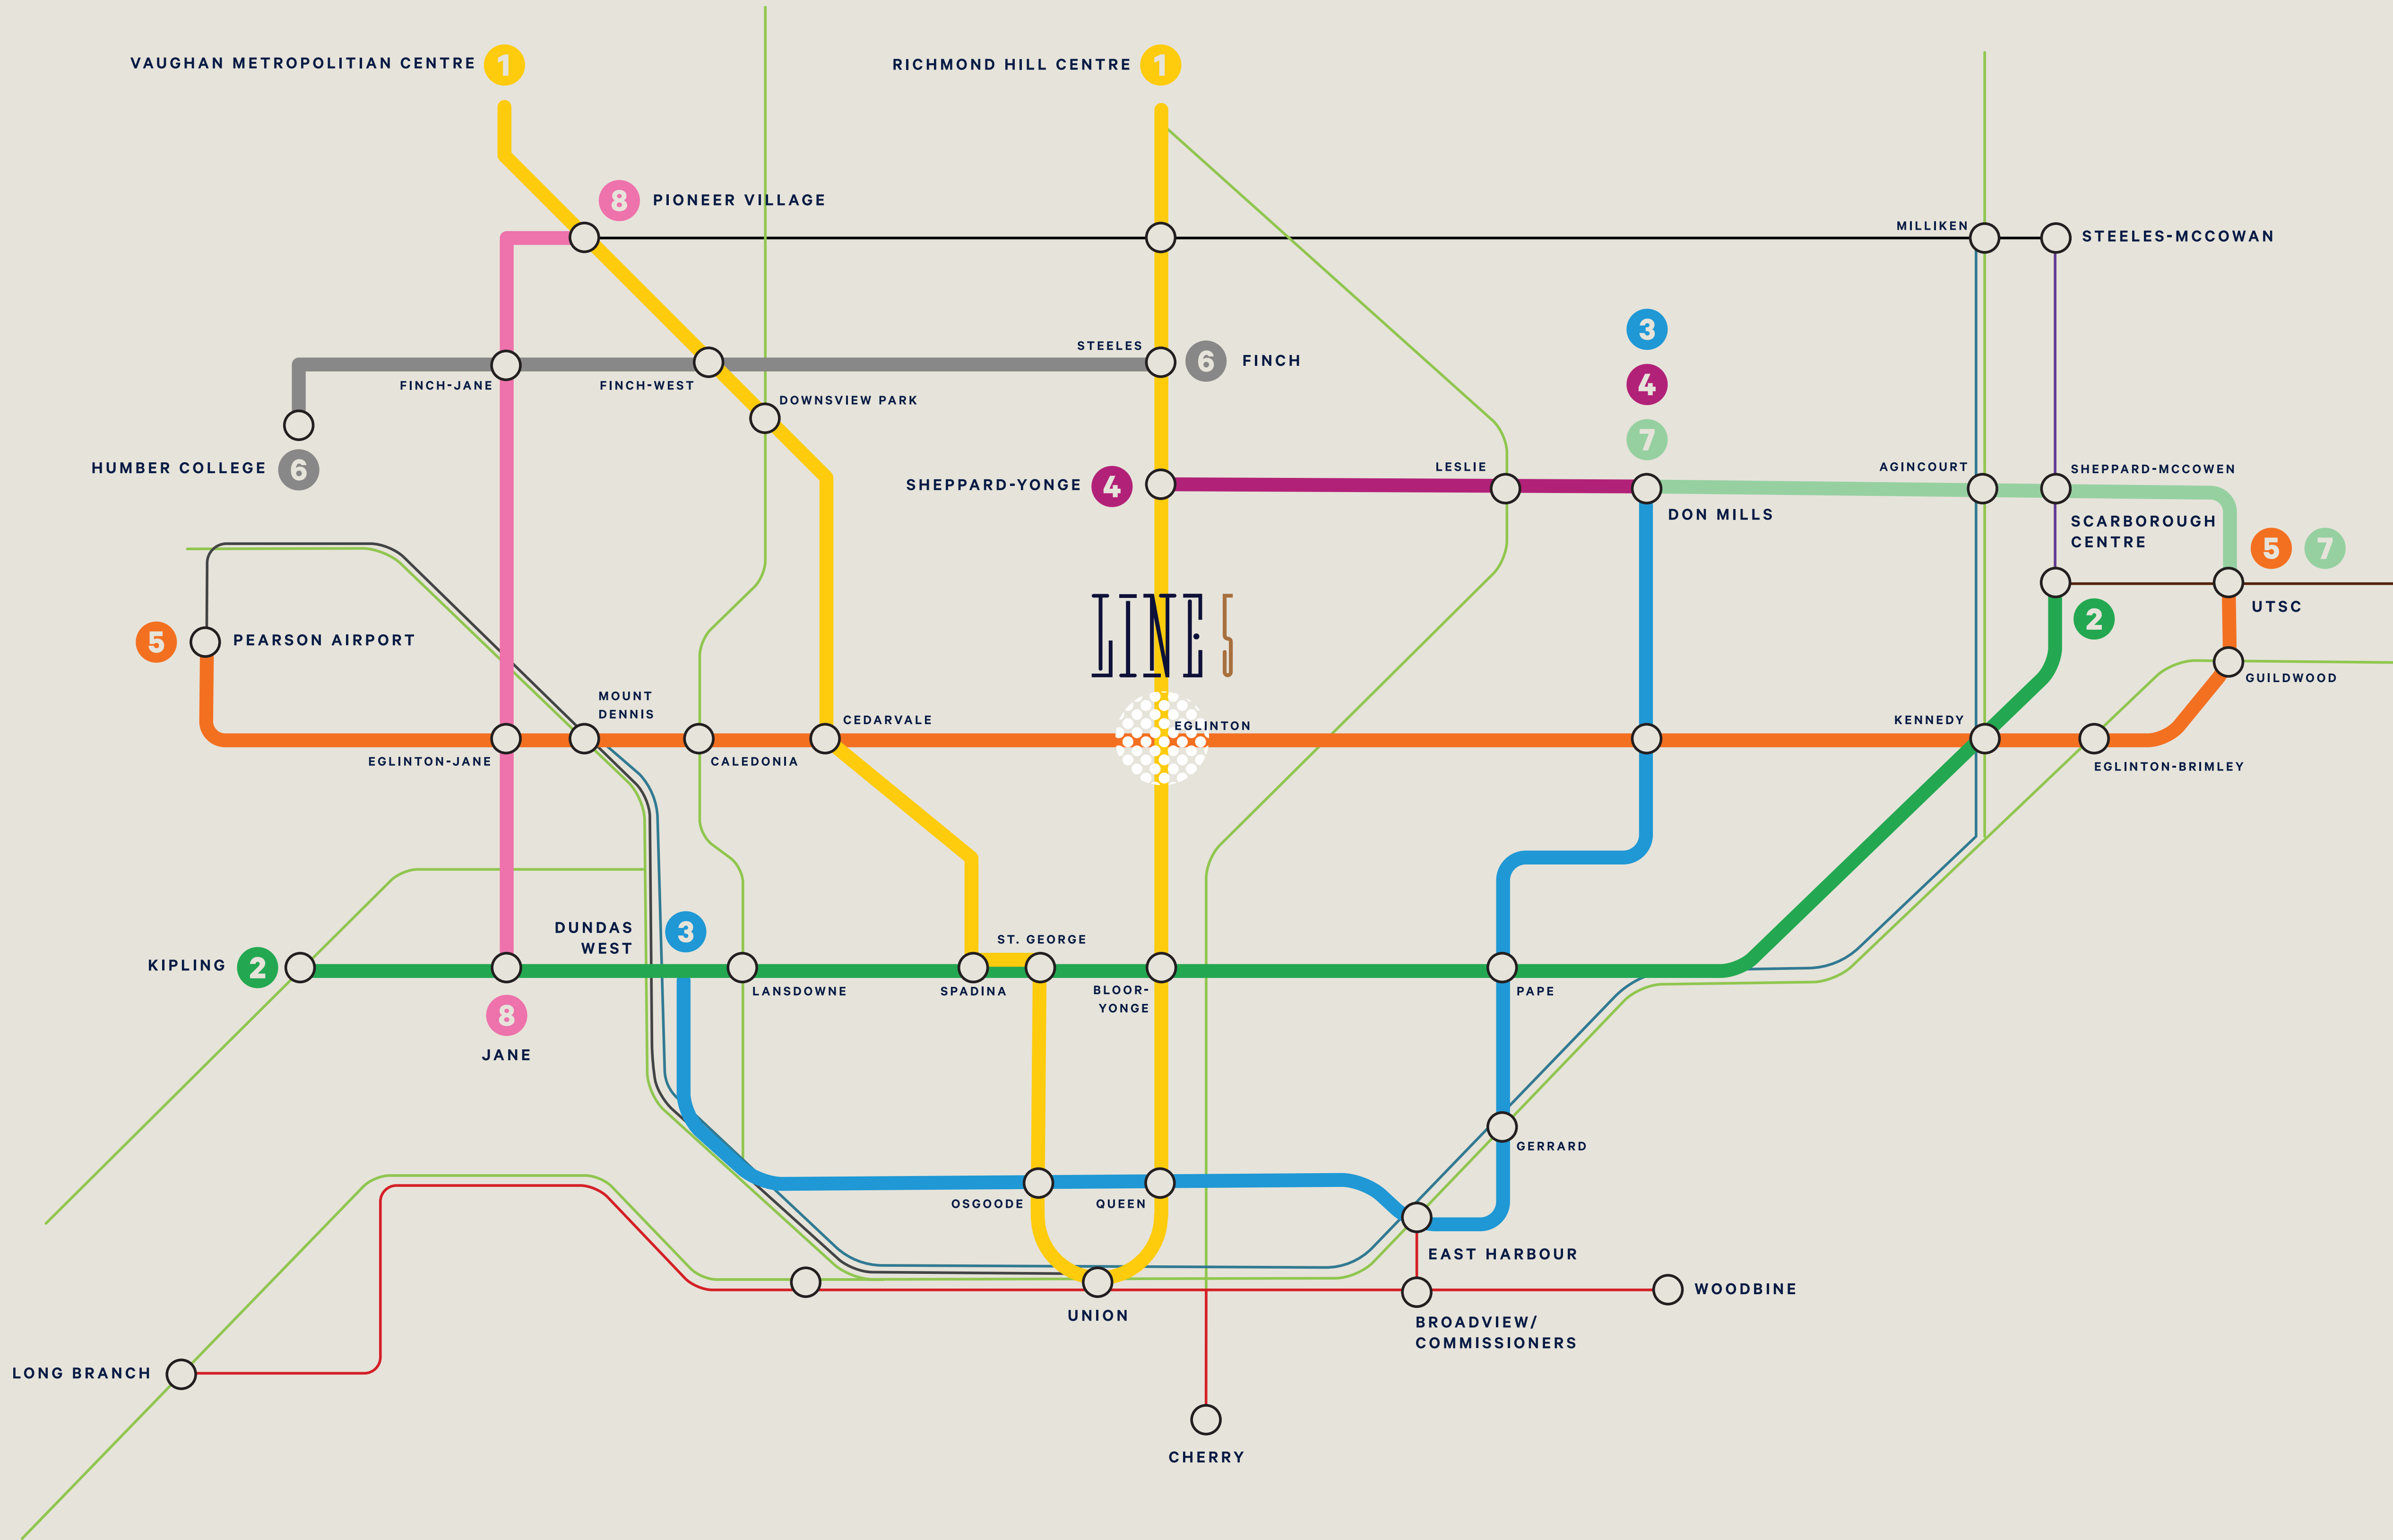 VAUGHAN METROPOLITIAN CENTRE 1
RICHMOND HILL CENTRE 1
8 PIONEER VILLAGE
MILLIKEN
STEELES-MCCOWAN
3
STEELES
6 FINCH
FINCH-JANE
FINCH-WEST
4
DOWNSVIEW PARK
7
HUMBER COLLEGE 6
SHEPPARD-YONGE 4
LESLIE
AGINCOURT
SHEPPARD-MCCOWEN
DON MILLS
SCARBOROUGH
CENTRE
5 7
UTSC
2
LINE 5
5 PEARSON AIRPORT
GUILDWOOD
MOUNT
DENNIS
CEDARVALE
EGLINTON
KENNEDY
EGLINTON-JANE
CALEDONIA
EGLINTON-BRIMLEY
DUNDAS
WEST
3
ST. GEORGE
KIPLING 2
LANSDOWNE
SPADINA
BLOOR-
YONGE
PAPE
8
JANE
GERRARD
OSGOODE
QUEEN
EAST HARBOUR
WOODBINE
UNION
BROADVIEW/
COMMISSIONERS
LONG BRANCH
CHERRY